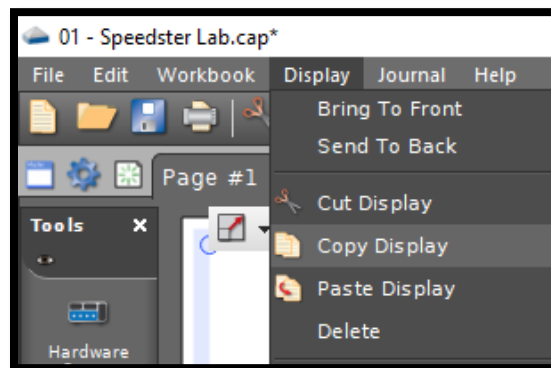 01 - Speedster Lab.cap*
File Edit Workbook Display Journal Help
Bring To Front
Send To Back
Page #1
Cut Display
Tools x
Copy Display
Paste Display
Delete
Hardware